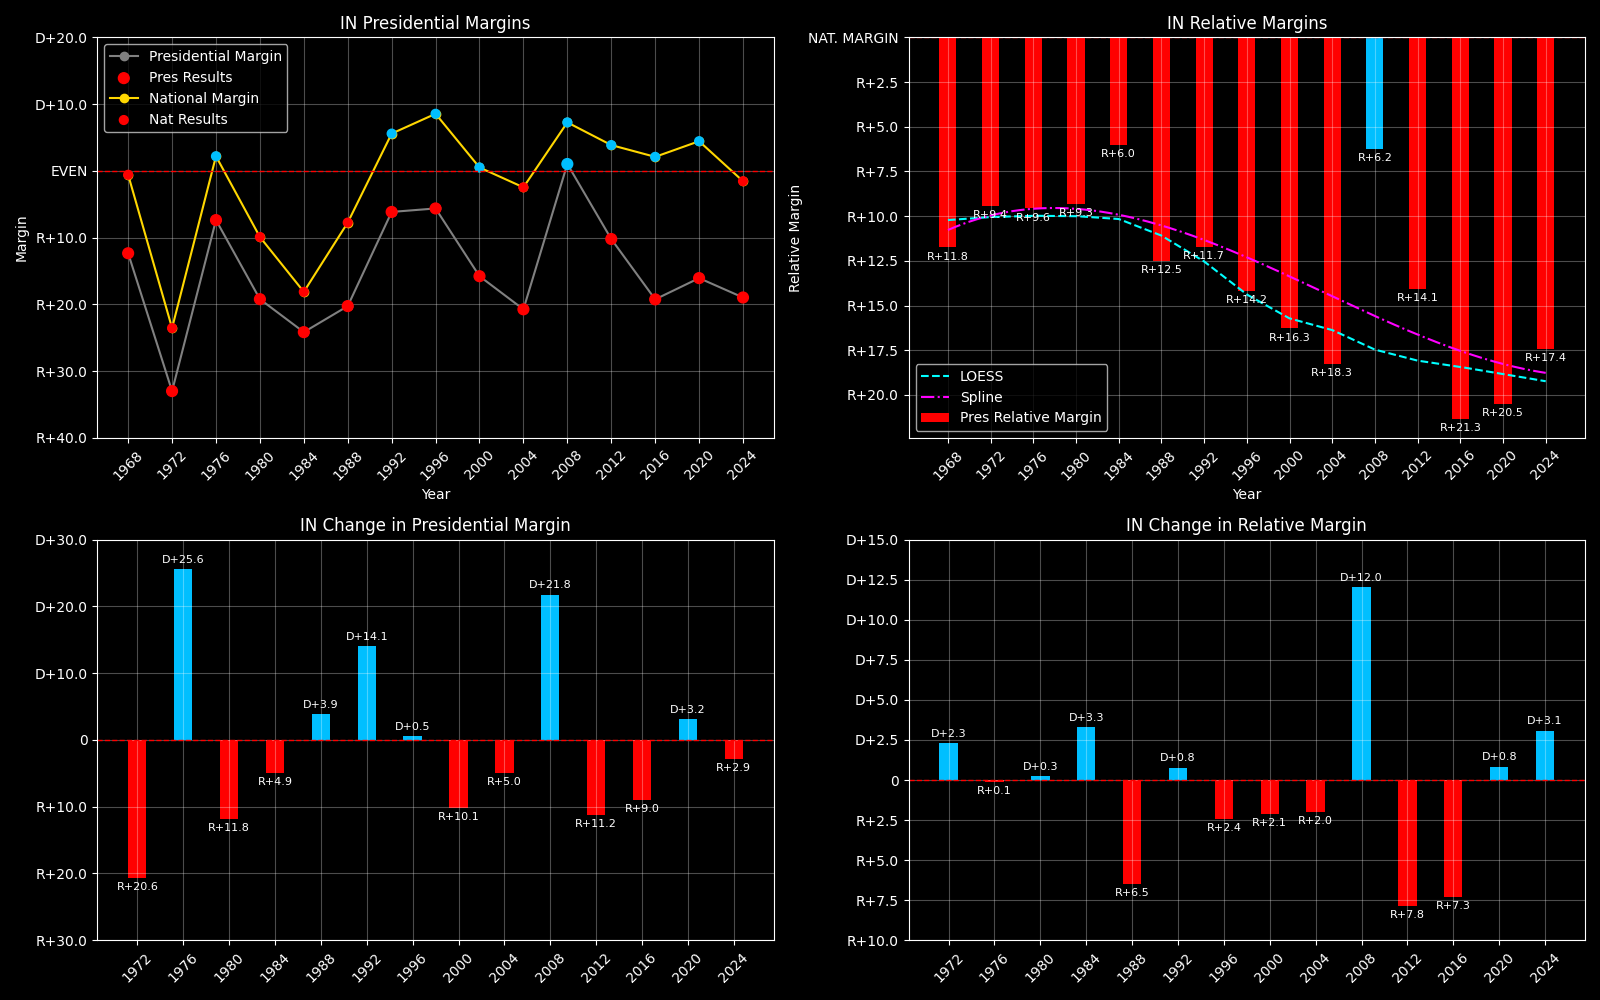 IN Presidential Margins
D+20.0
D+10.0
EVEN
R+10.0
R+20.0
R+30.0
R+40.0
Margin
Presidential Margin
Pres Results
National Margin
Nat Results
1968 1972 1976 1980 1984 1988 1992 1996 2000 2004 2008 2012 2016 2020 2024
Year
IN Relative Margins
NAT. MARGIN
R+2.5
R+5.0
R+7.5
R+10.0
R+12.5
R+15.0
R+17.5
R+20.0
Relative Margin
R+11.8
R+9.4
R+9.6
R+9.3
R+6.0
R+12.5
R+11.7
R+14.2
R+16.3
R+18.3
R+6.2
R+14.1
R+21.3
R+20.5
R+17.4
LOESS
Spline
Pres Relative Margin
1968 1972 1976 1980 1984 1988 1992 1996 2000 2004 2008 2012 2016 2020 2024
Year
IN Change in Presidential Margin
D+30.0
D+20.0
D+10.0
0
R+10.0
R+20.0
R+30.0
R+20.6
D+25.6
R+11.8
R+4.9
D+3.9
D+14.1
D+0.5
R+10.1
R+5.0
D+21.8
R+11.2
R+9.0
D+3.2
R+2.9
1972 1976 1980 1984 1988 1992 1996 2000 2004 2008 2012 2016 2020 2024
IN Change in Relative Margin
D+15.0
D+12.5
D+10.0
D+7.5
D+5.0
D+2.5
0
R+2.5
R+5.0
R+7.5
R+10.0
D+2.3
R+0.1
D+0.3
D+3.3
R+6.5
D+0.8
R+2.4
R+2.1
R+2.0
D+12.0
R+7.8
R+7.3
D+0.8
D+3.1
1972 1976 1980 1984 1988 1992 1996 2000 2004 2008 2012 2016 2020 2024